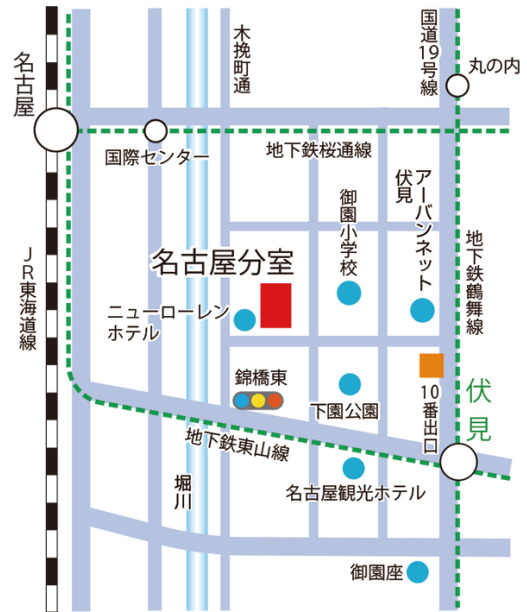 木挽町通
国道19号線
丸の内
名古屋
国際センター
地下鉄桜通線
御園小学校
アーバンネット
伏見
地下鉄鶴舞線
名古屋分室
ニューローレン
ホテル
JR東海道線
錦橋東
下園公園
10番出口
伏見
地下鉄東山線
堀川
名古屋観光ホテル
御園座